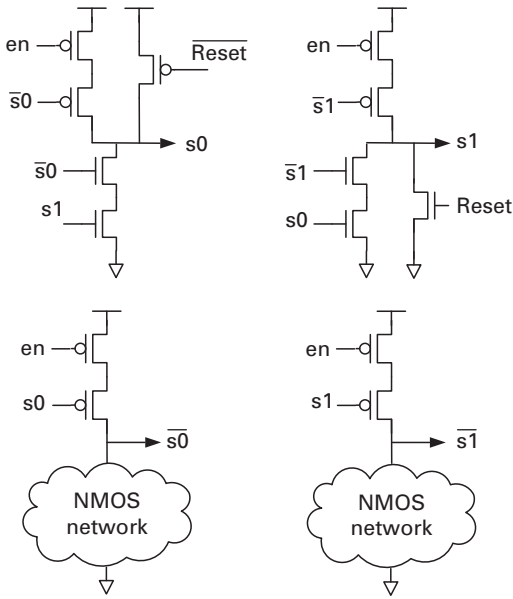 en
s̅0
R̅e̅s̅e̅t̅
s0
s̅0
s1
en
s̅1
s1
s̅1
s0
Reset
en
s0
s̅0̅
NMOS
network
en
s1
s̅1̅
NMOS
network